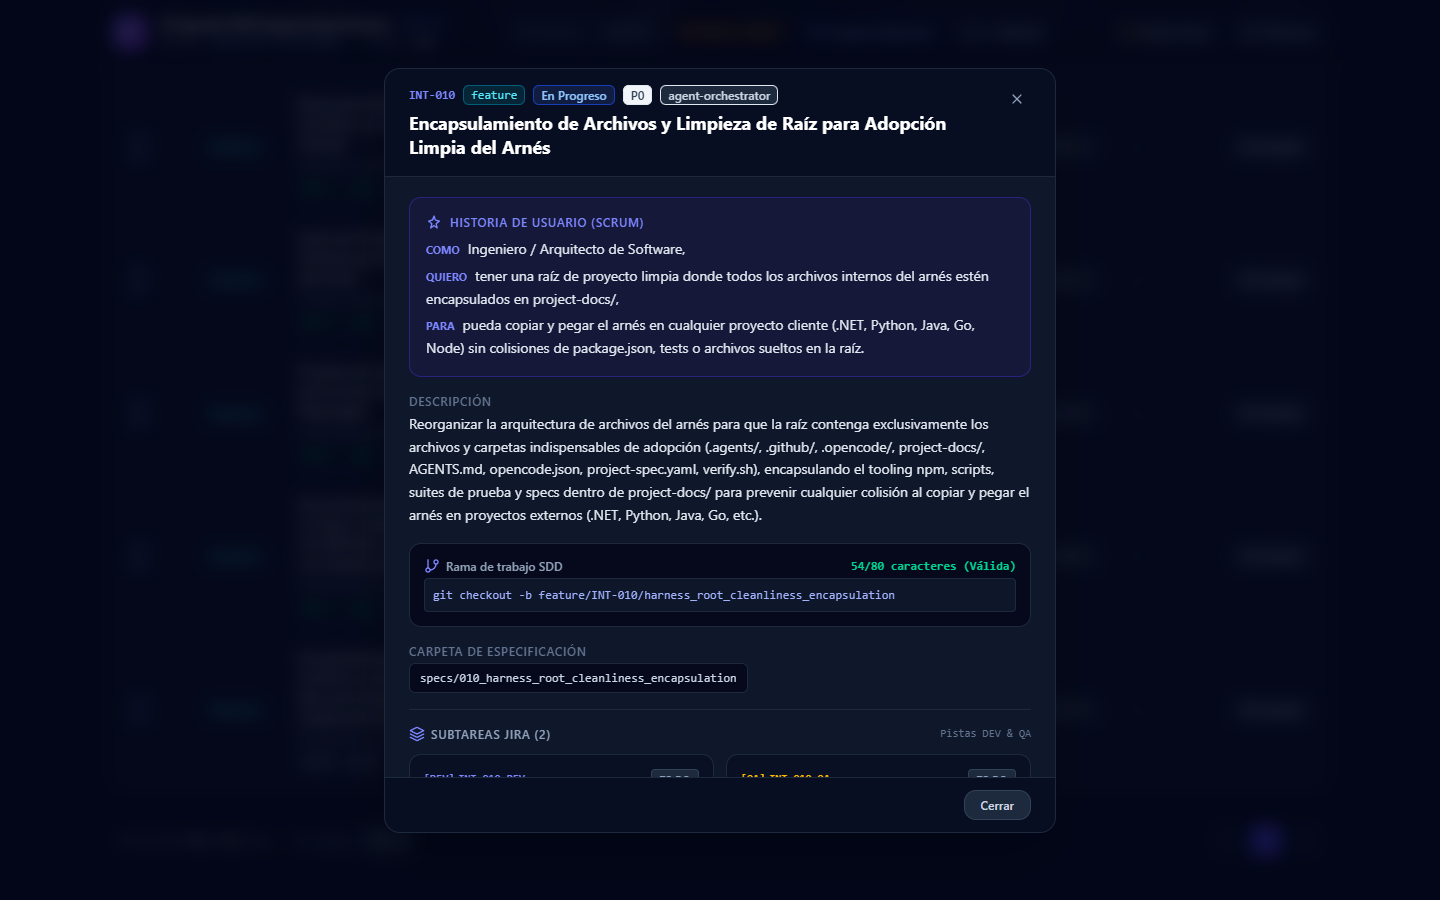 INT-010 feature En Progreso P0 agent-orchestrator
Encapsulamiento de Archivos y Limpieza de Raíz para Adopción
Limpia del Arnés
HISTORIA DE USUARIO (SCRUM)
COMO Ingeniero / Arquitecto de Software,
QUIERO tener una raíz de proyecto limpia donde todos los archivos internos del arnés estén
encapsulados en project-docs/,
PARA pueda copiar y pegar el arnés en cualquier proyecto cliente (.NET, Python, Java, Go,
Node) sin colisiones de package.json, tests o archivos sueltos en la raíz.
DESCRIPCIÓN
Reorganizar la arquitectura de archivos del arnés para que la raíz contenga exclusivamente los
archivos y carpetas indispensables de adopción (.agents/, .github/, .opencode/, project-docs/,
AGENTS.md, opencode.json, project-spec.yaml, verify.sh), encapsulando el tooling npm, scripts,
suites de prueba y specs dentro de project-docs/ para prevenir cualquier colisión al copiar y pegar el
arnés en proyectos externos (.NET, Python, Java, Go, etc.).
Rama de trabajo SDD 54/80 caracteres (Válida)
git checkout -b feature/INT-010/harness_root_cleanliness_encapsulation
CARPETA DE ESPECIFICACIÓN
specs/010_harness_root_cleanliness_encapsulation
SUBTAREAS JIRA (2) Pistas DEV & QA
Cerrar